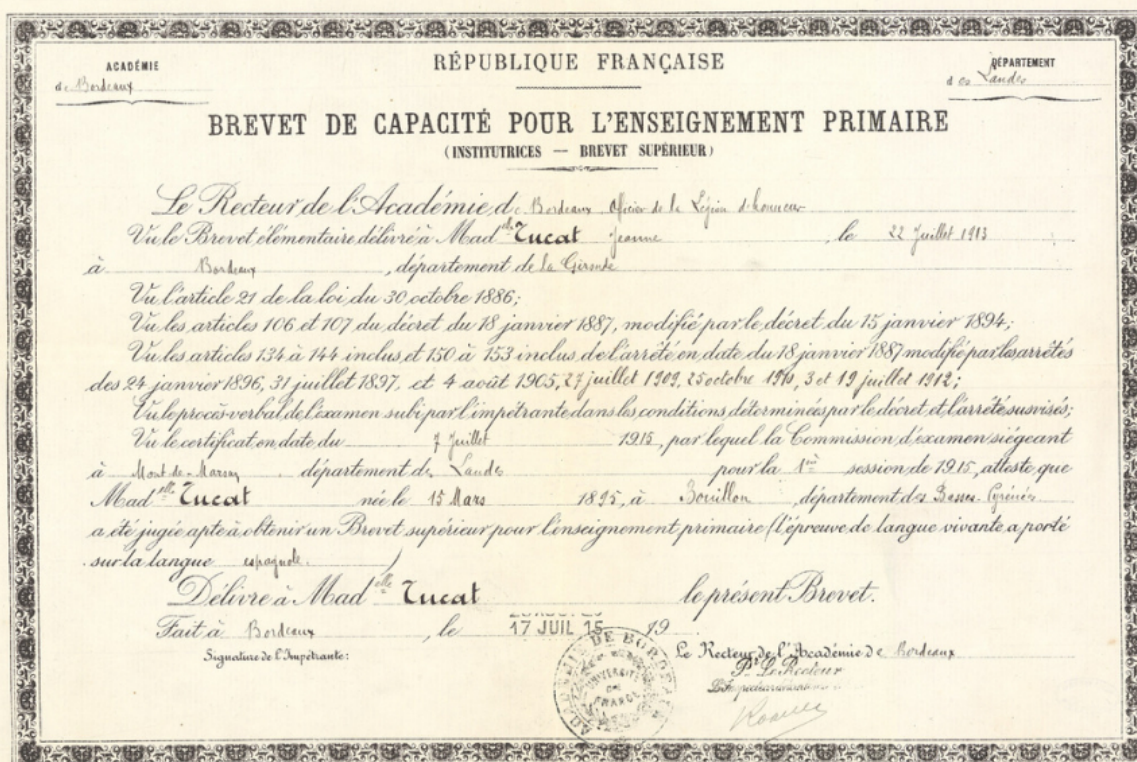 ACADÉMIE
de Bordeaux
RÉPUBLIQUE FRANÇAISE
DÉPARTEMENT
des Landes
BREVET DE CAPACITÉ POUR L'ENSEIGNEMENT PRIMAIRE
(INSTITUTRICES — BREVET SUPÉRIEUR)
Le Recteur de l'Académie de Bordeaux, Officier de la Légion d'honneur
Vu le Brevet élémentaire délivré à Mad elle Tucat Jeanne, le 22 Juillet 1913
à Bordeaux, département de la Gironde
Vu l'article 21 de la loi du 30 octobre 1886;
Vu les articles 106 et 107 du décret du 18 janvier 1887, modifié par le décret du 15 janvier 1894;
Vu les articles 134 à 144 inclus et 150 à 153 inclus de l'arrêté en date du 18 janvier 1887 modifié par les arrêtés
des 24 janvier 1896, 31 juillet 1897, et 4 août 1905, 27 juillet 1909, 25 octobre 1910, 3 et 19 juillet 1912;
Vu le procès-verbal de l'examen subi par l'impétrante dans les conditions déterminées par le décret et l'arrêté susvisés;
Vu le certificat en date du 7 Juillet 1915, par lequel la Commission d'examen siégeant
à Mont-de-Marsan, département des Landes pour la 1ère session de 1915, atteste que
Mad elle Tucat née le 15 Mars 1895, à Bouillon, département des Basses-Pyrénées
a été jugée apte à obtenir un Brevet supérieur pour l'enseignement primaire (l'épreuve de langue vivante a porté
sur la langue espagnole.)
Délivre à Mad elle Tucat le présent Brevet.
Fait à Bordeaux, le 17 JUIL 15 19
Signature de l'Impétrante:
Le Recteur de l'Académie de Bordeaux
Pr Le Recteur
ACADÉMIE DE BORDEAUX
UNIVERSITÉ
DE
FRANCE